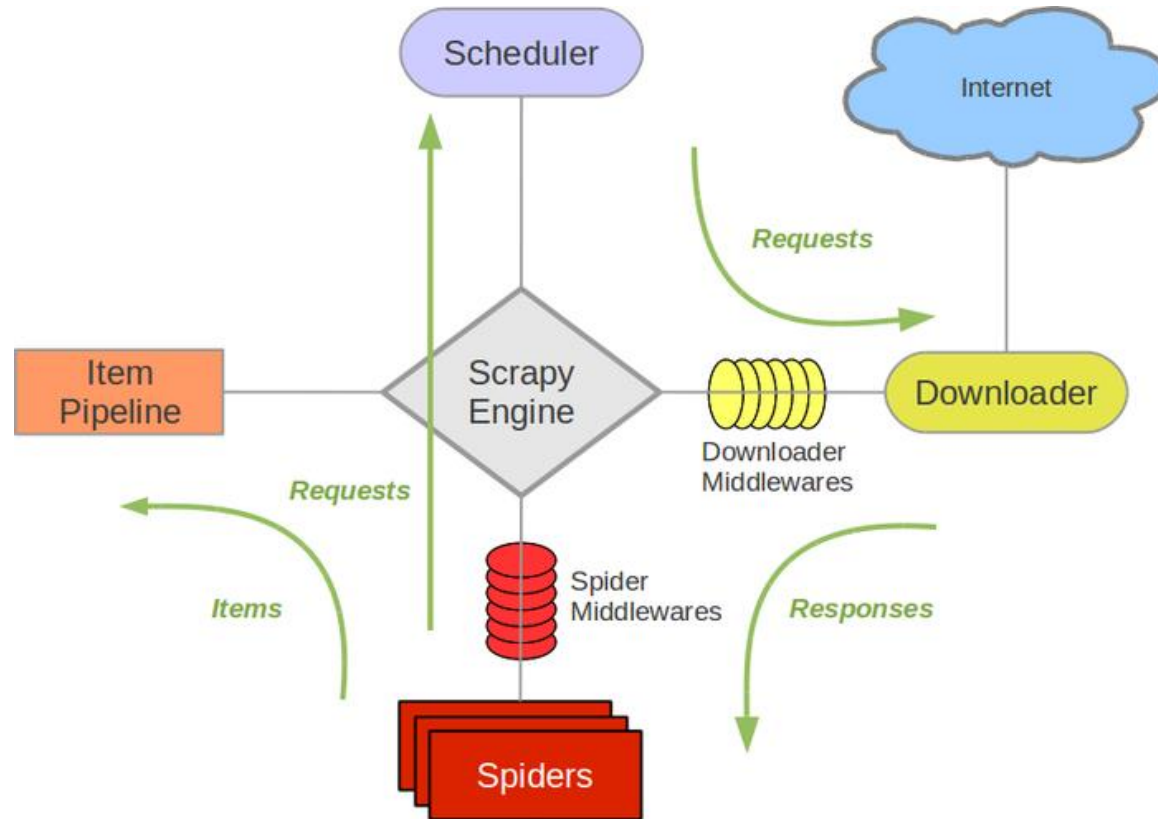 Scheduler
Internet
Requests
Item
Pipeline
Scrapy
Engine
Downloader
Downloader
Middlewares
Requests
Items
Spider
Middlewares
Responses
Spiders